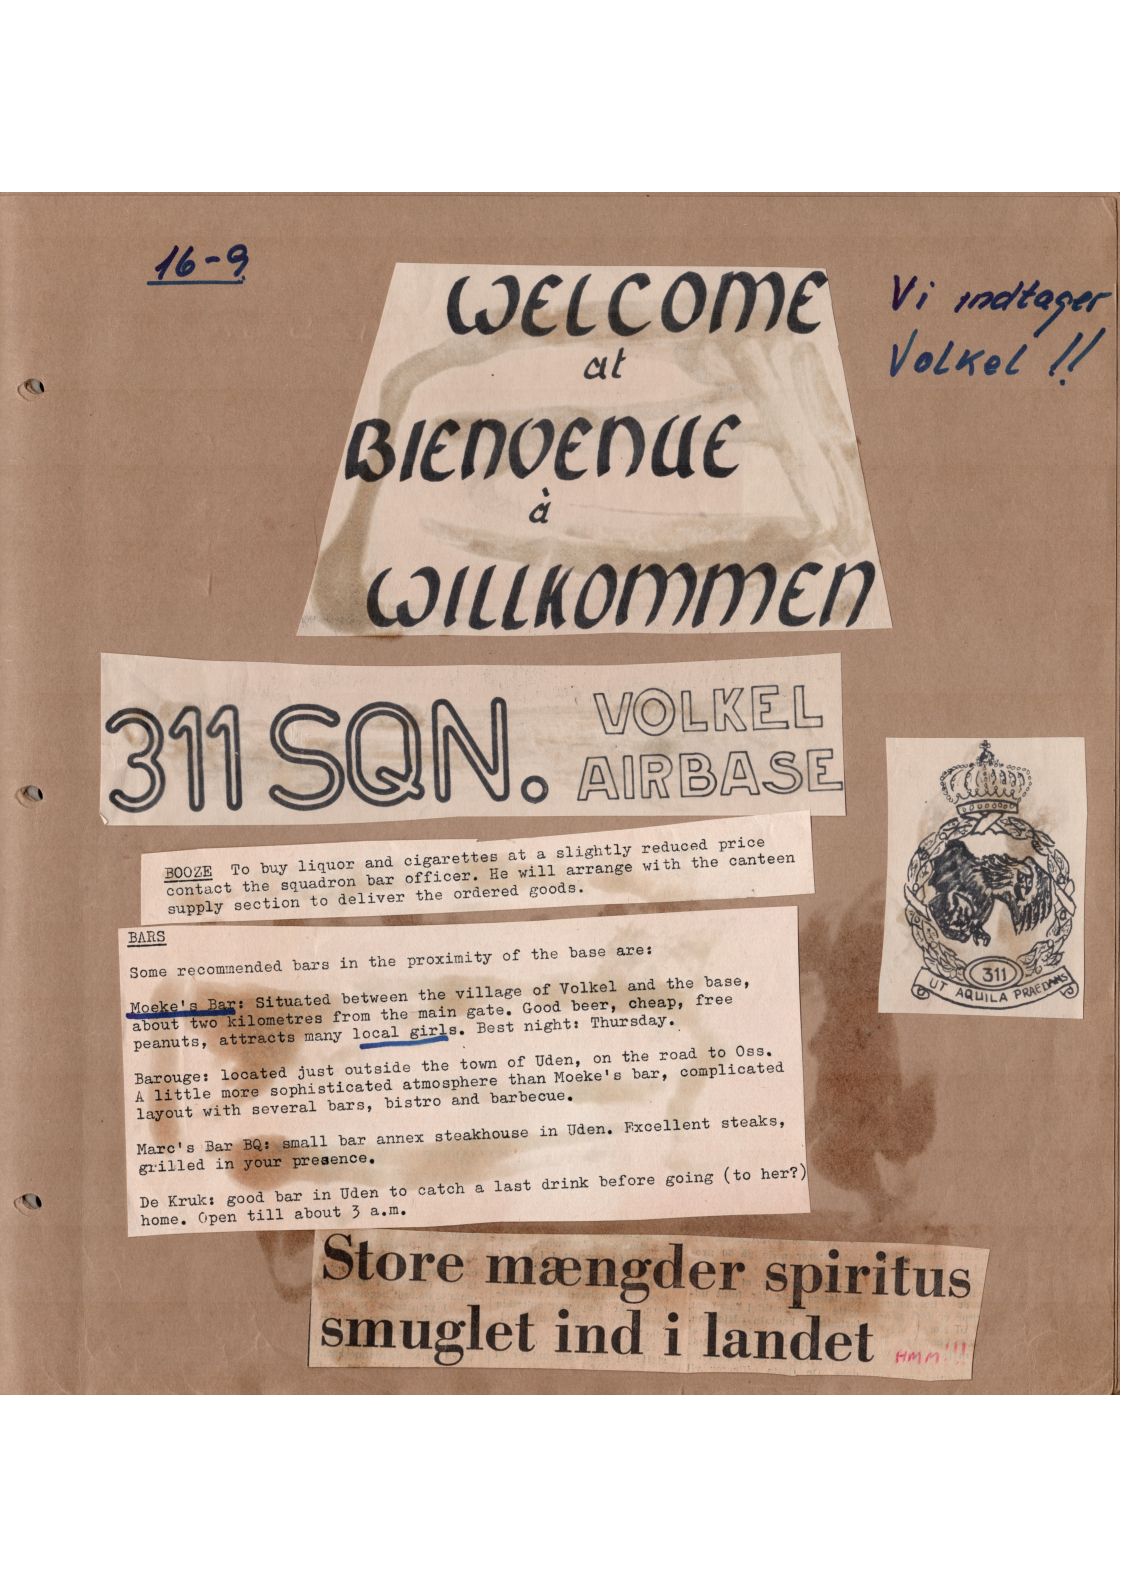 16-9
WELCOME
at
BIENVENUE
à
WILLKOMMEN
Vi indtager
Volkel !!
311 SQN.
VOLKEL
AIRBASE
311
UT AQUILA PRAEDANS
BOOZE To buy liquor and cigarettes at a slightly reduced price
contact the squadron bar officer. He will arrange with the canteen
supply section to deliver the ordered goods.
BARS
Some recommended bars in the proximity of the base are:
Moeke's Bar: Situated between the village of Volkel and the base,
about two kilometres from the main gate. Good beer, cheap, free
peanuts, attracts many local girls. Best night: Thursday.
Barouge: located just outside the town of Uden, on the road to Oss.
A little more sophisticated atmosphere than Moeke's bar, complicated
layout with several bars, bistro and barbecue.
Marc's Bar BQ: small bar annex steakhouse in Uden. Excellent steaks,
grilled in your presence.
De Kruk: good bar in Uden to catch a last drink before going (to her?)
home. Open till about 3 a.m.
Store mængder spiritus
smuglet ind i landet
HMM!!!